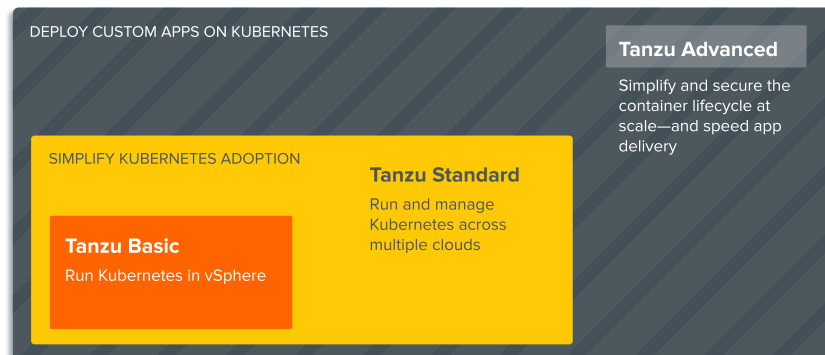 DEPLOY CUSTOM APPS ON KUBERNETES
Tanzu Advanced
Simplify and secure the
container lifecycle at
scale—and speed app
delivery
SIMPLIFY KUBERNETES ADOPTION
Tanzu Standard
Run and manage
Kubernetes across
multiple clouds
Tanzu Basic
Run Kubernetes in vSphere